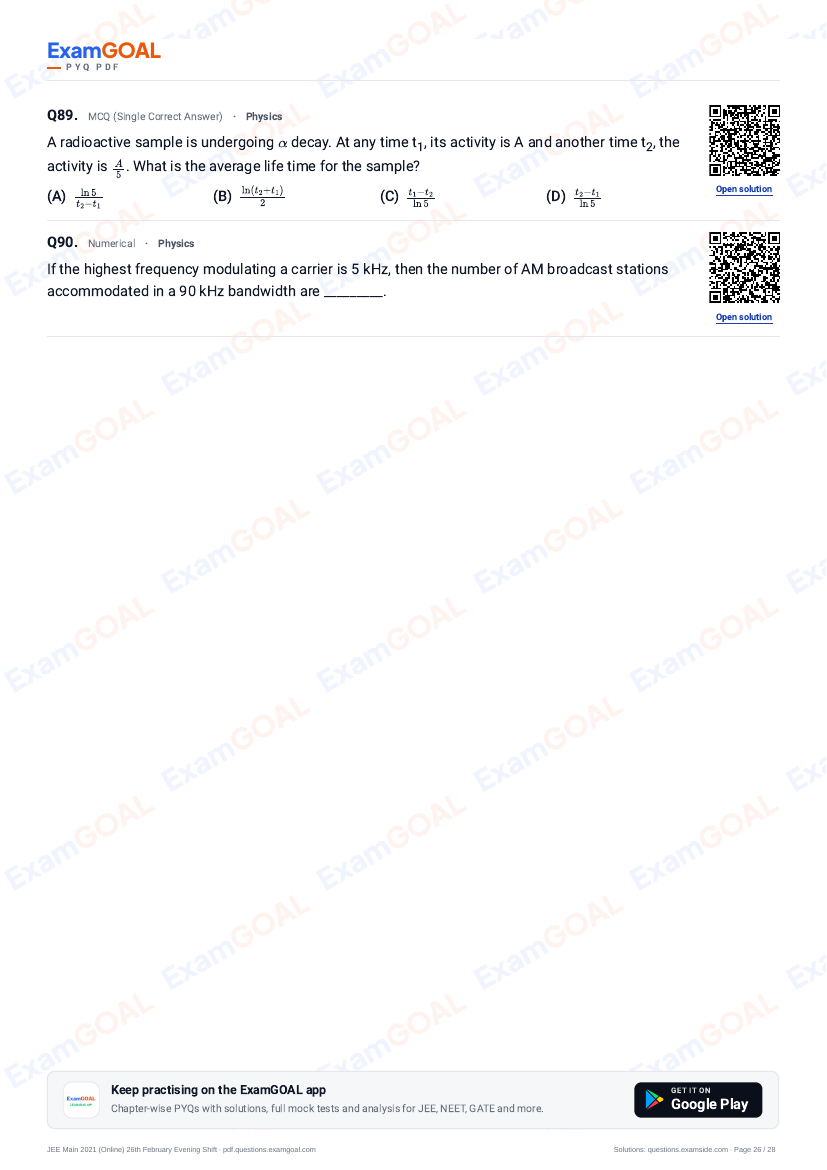 ExamGOAL
PYQ PDF
Q89. MCQ (Single Correct Answer) · Physics
A radioactive sample is undergoing α decay. At any time t₁, its activity is A and another time t₂, the
activity is A/5. What is the average life time for the sample?
(A) ln 5/(t₂−t₁) (B) ln(t₂+t₁)/2 (C) (t₁−t₂)/ln 5 (D) (t₂−t₁)/ln 5
Open solution
Q90. Numerical · Physics
If the highest frequency modulating a carrier is 5 kHz, then the number of AM broadcast stations
accommodated in a 90 kHz bandwidth are _________.
Open solution
Keep practising on the ExamGOAL app
Chapter-wise PYQs with solutions, full mock tests and analysis for JEE, NEET, GATE and more.
GET IT ON
Google Play
JEE Main 2021 (Online) 26th February Evening Shift · pdf.questions.examgoal.com
Solutions: questions.examside.com · Page 26 / 28